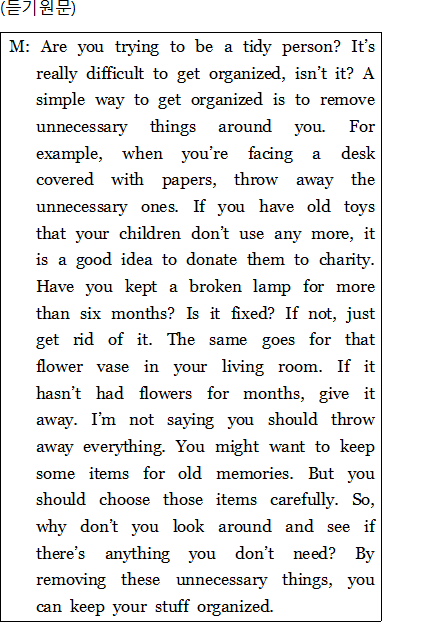 (듣기원문)
M: Are you trying to be a tidy person? It's
really difficult to get organized, isn't it? A
simple way to get organized is to remove
unnecessary things around you. For
example, when you're facing a desk
covered with papers, throw away the
unnecessary ones. If you have old toys
that your children don't use any more, it
is a good idea to donate them to charity.
Have you kept a broken lamp for more
than six months? Is it fixed? If not, just
get rid of it. The same goes for that
flower vase in your living room. If it
hasn't had flowers for months, give it
away. I'm not saying you should throw
away everything. You might want to keep
some items for old memories. But you
should choose those items carefully. So,
why don't you look around and see if
there's anything you don't need? By
removing these unnecessary things, you
can keep your stuff organized.